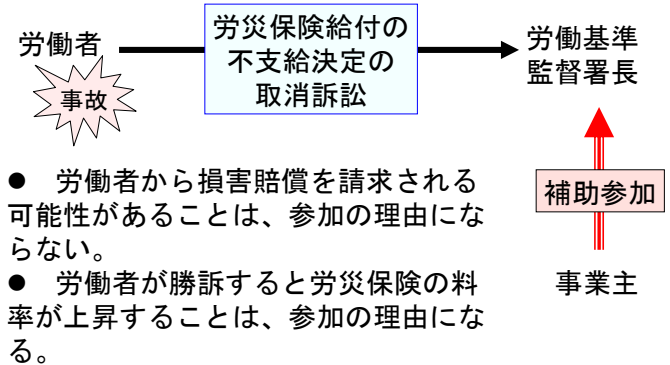 労働者
事故
労災保険給付の
不支給決定の
取消訴訟
労働基準
監督署長
補助参加
事業主
● 労働者から損害賠償を請求される
可能性があることは、参加の理由にな
らない。
● 労働者が勝訴すると労災保険の料
率が上昇することは、参加の理由にな
る。